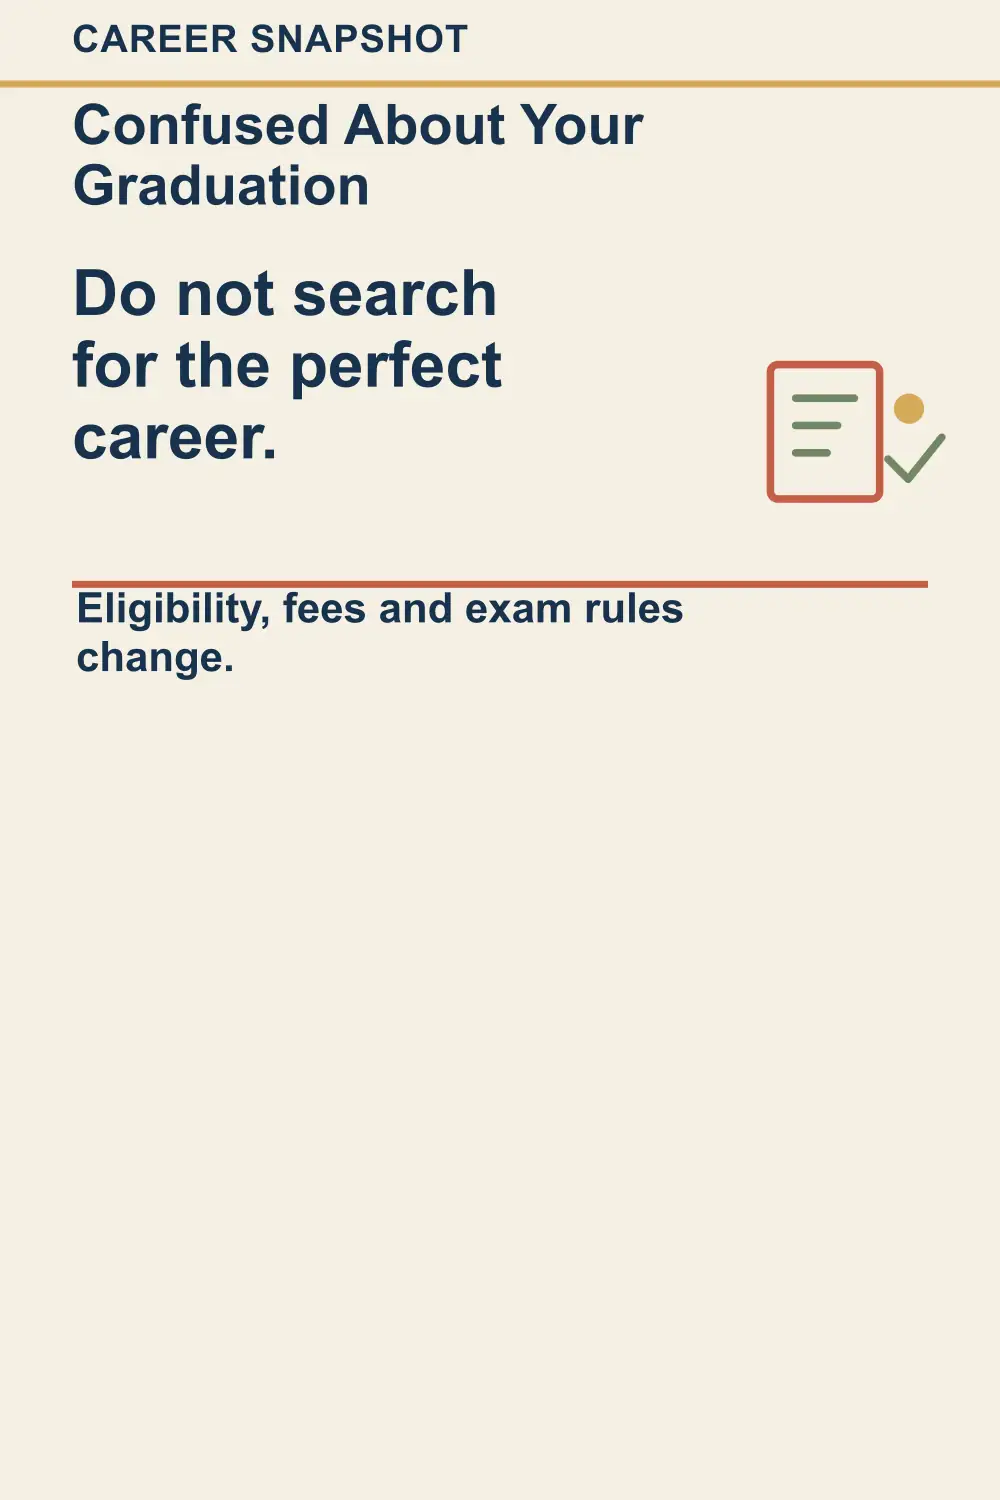 CAREER SNAPSHOT
Confused About Your
Graduation
Do not search
for the perfect
career.
Eligibility, fees and exam rules
change.